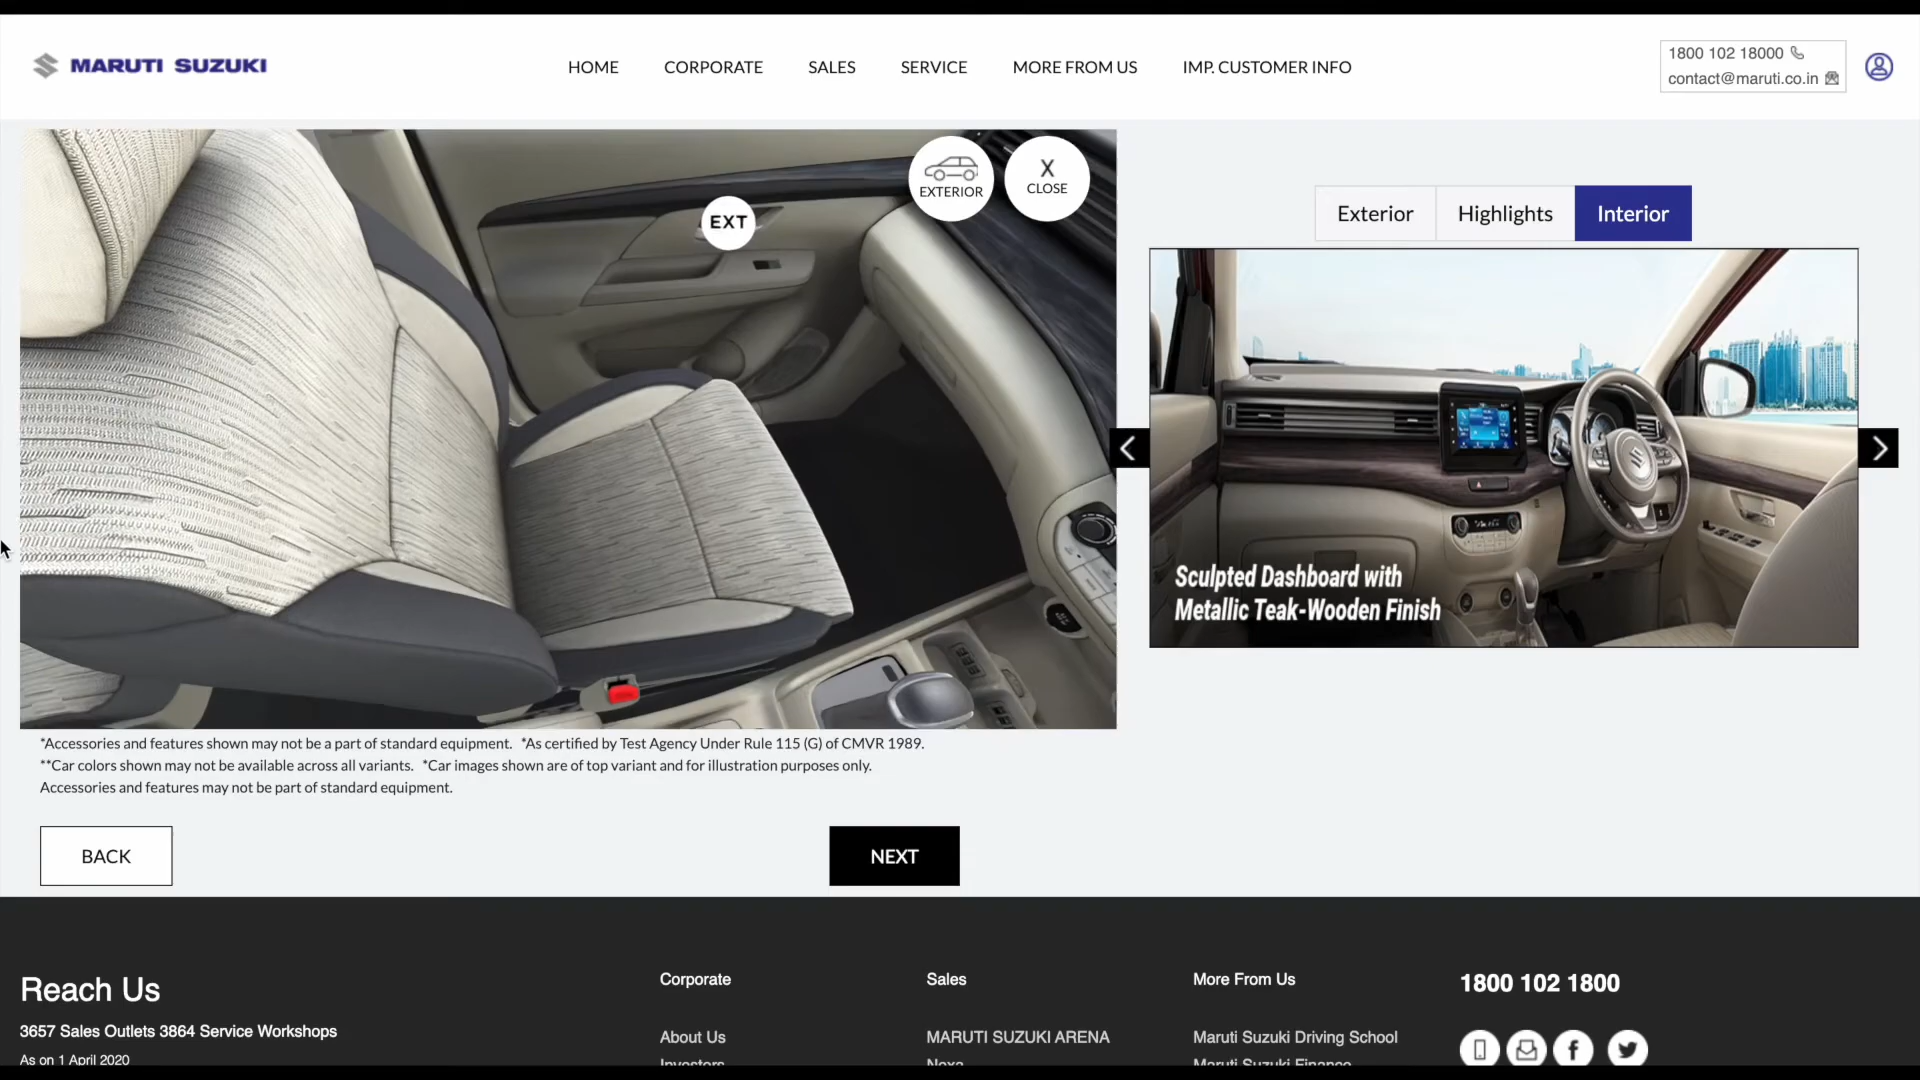 MARUTI SUZUKI
HOME
CORPORATE
SALES
SERVICE
MORE FROM US
IMP. CUSTOMER INFO
1800 102 18000
contact@maruti.co.in
EXTERIOR
X
CLOSE
EXT
Exterior
Highlights
Interior
Sculpted Dashboard with
Metallic Teak-Wooden Finish
*Accessories and features shown may not be a part of standard equipment. *As certified by Test Agency Under Rule 115 (G) of CMVR 1989.
**Car colors shown may not be available across all variants. *Car images shown are of top variant and for illustration purposes only.
Accessories and features may not be part of standard equipment.
BACK
NEXT
Reach Us
3657 Sales Outlets 3864 Service Workshops
As on 1 April 2020
Corporate
About Us
Investors
Sales
MARUTI SUZUKI ARENA
Nexa
More From Us
Maruti Suzuki Driving School
Maruti Suzuki Finance
1800 102 1800